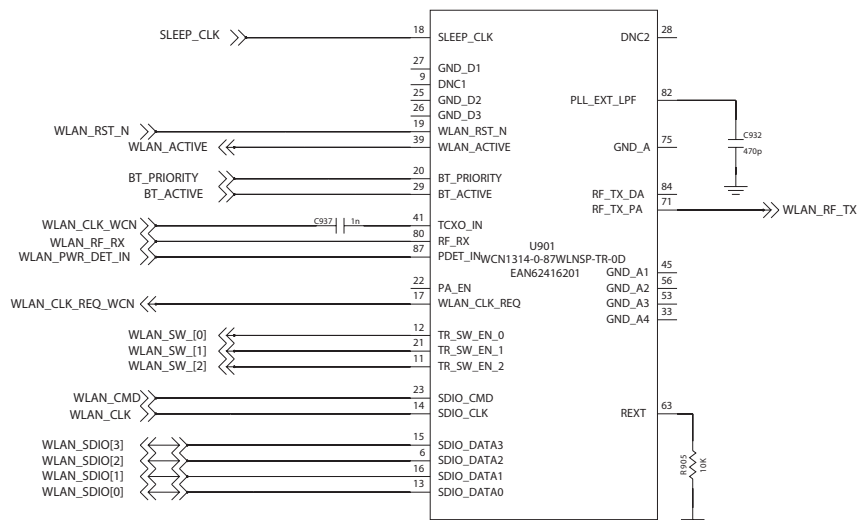 SLEEP_CLK 18 SLEEP_CLK DNC2 28
27 GND_D1
9 DNC1
25 GND_D2 PLL_EXT_LPF 82
26 GND_D3
WLAN_RST_N 19 WLAN_RST_N
WLAN_ACTIVE 39 WLAN_ACTIVE GND_A 75
C932
470p
BT_PRIORITY 20 BT_PRIORITY
BT_ACTIVE 29 BT_ACTIVE RF_TX_DA 84
RF_TX_PA 71 WLAN_RF_TX
WLAN_CLK_WCN C937 1n 41 TCXO_IN
WLAN_RF_RX 80 RF_RX
WLAN_PWR_DET_IN 87 PDET_IN
U901
WCN1314-0-87WLNSP-TR-0D
EAN62416201
GND_A1 45
22 PA_EN GND_A2 56
WLAN_CLK_REQ_WCN 17 WLAN_CLK_REQ GND_A3 53
GND_A4 33
WLAN_SW_[0] 12 TR_SW_EN_0
WLAN_SW_[1] 21 TR_SW_EN_1
WLAN_SW_[2] 11 TR_SW_EN_2
WLAN_CMD 23 SDIO_CMD
WLAN_CLK 14 SDIO_CLK REXT 63
WLAN_SDIO[3] 15 SDIO_DATA3
WLAN_SDIO[2] 6 SDIO_DATA2
WLAN_SDIO[1] 16 SDIO_DATA1
WLAN_SDIO[0] 13 SDIO_DATA0
R905
10K